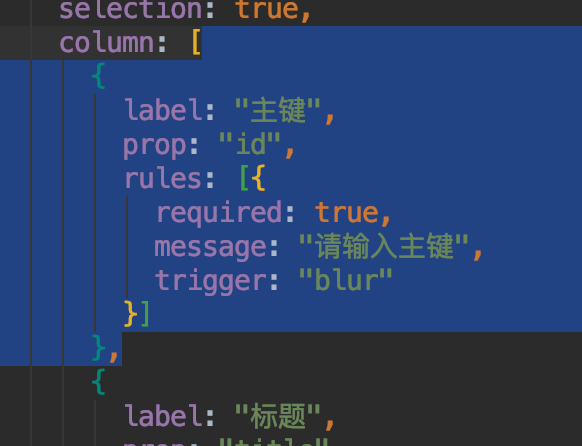 selection: true,
column: [
{
label: "主键",
prop: "id",
rules: [{
required: true,
message: "请输入主键",
trigger: "blur"
}]
},
{
label: "标题",
prop: "title"